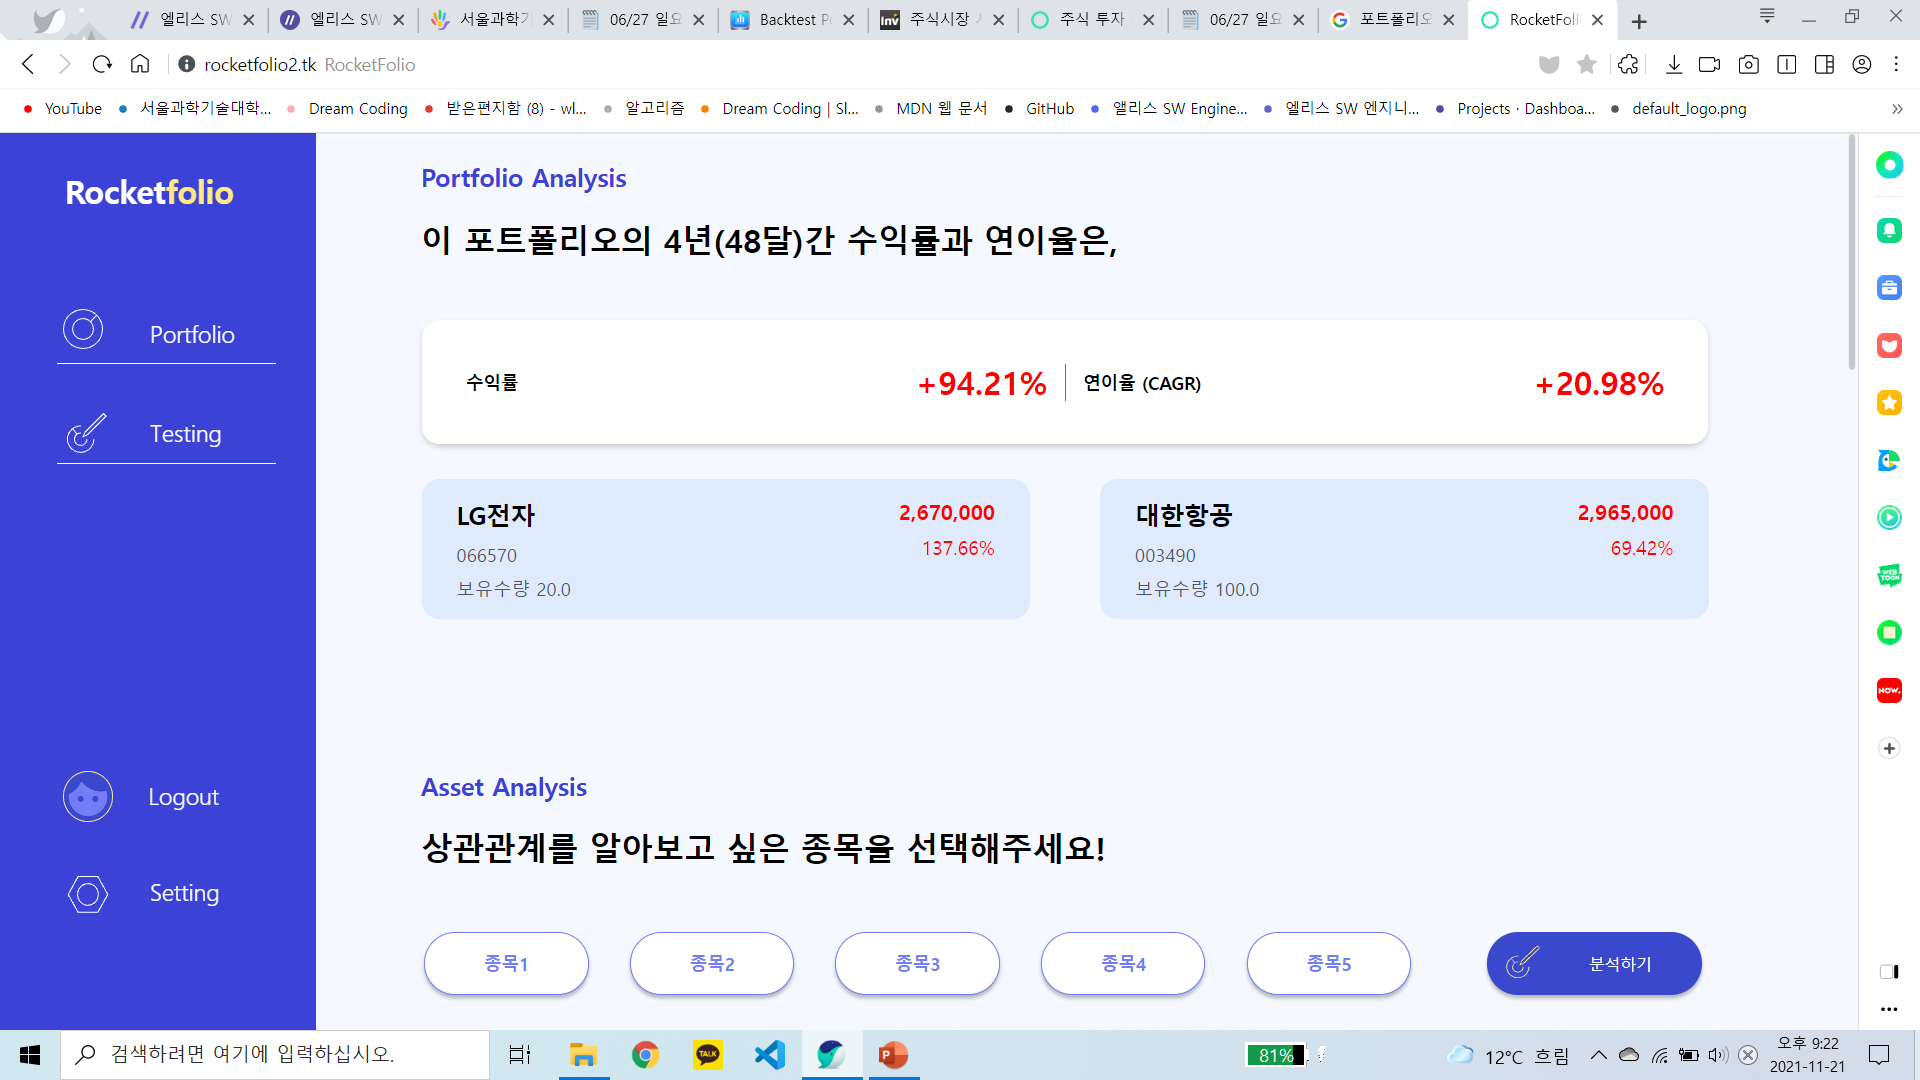 엘리스 SW
엘리스 SW
서울과학기
06/27 일요
Backtest Po
주식시장 시
주식 투자
06/27 일요
포트폴리오
RocketFolio
rocketfolio2.tk RocketFolio
YouTube
서울과학기술대학...
Dream Coding
받은편지함 (8) - wl...
알고리즘
Dream Coding | Sl...
MDN 웹 문서
GitHub
앨리스 SW Engine...
엘리스 SW 엔지니...
Projects · Dashboa...
default_logo.png
Rocketfolio
Portfolio
Testing
Logout
Setting
Portfolio Analysis
이 포트폴리오의 4년(48달)간 수익률과 연이율은,
수익률 +94.21%
연이율 (CAGR) +20.98%
LG전자 2,670,000
066570 137.66%
보유수량 20.0
대한항공 2,965,000
003490 69.42%
보유수량 100.0
Asset Analysis
상관관계를 알아보고 싶은 종목을 선택해주세요!
종목1
종목2
종목3
종목4
종목5
분석하기
WEB
TOON
NOW.
검색하려면 여기에 입력하십시오.
TALK
81%
12°C 흐림
오후 9:22
2021-11-21